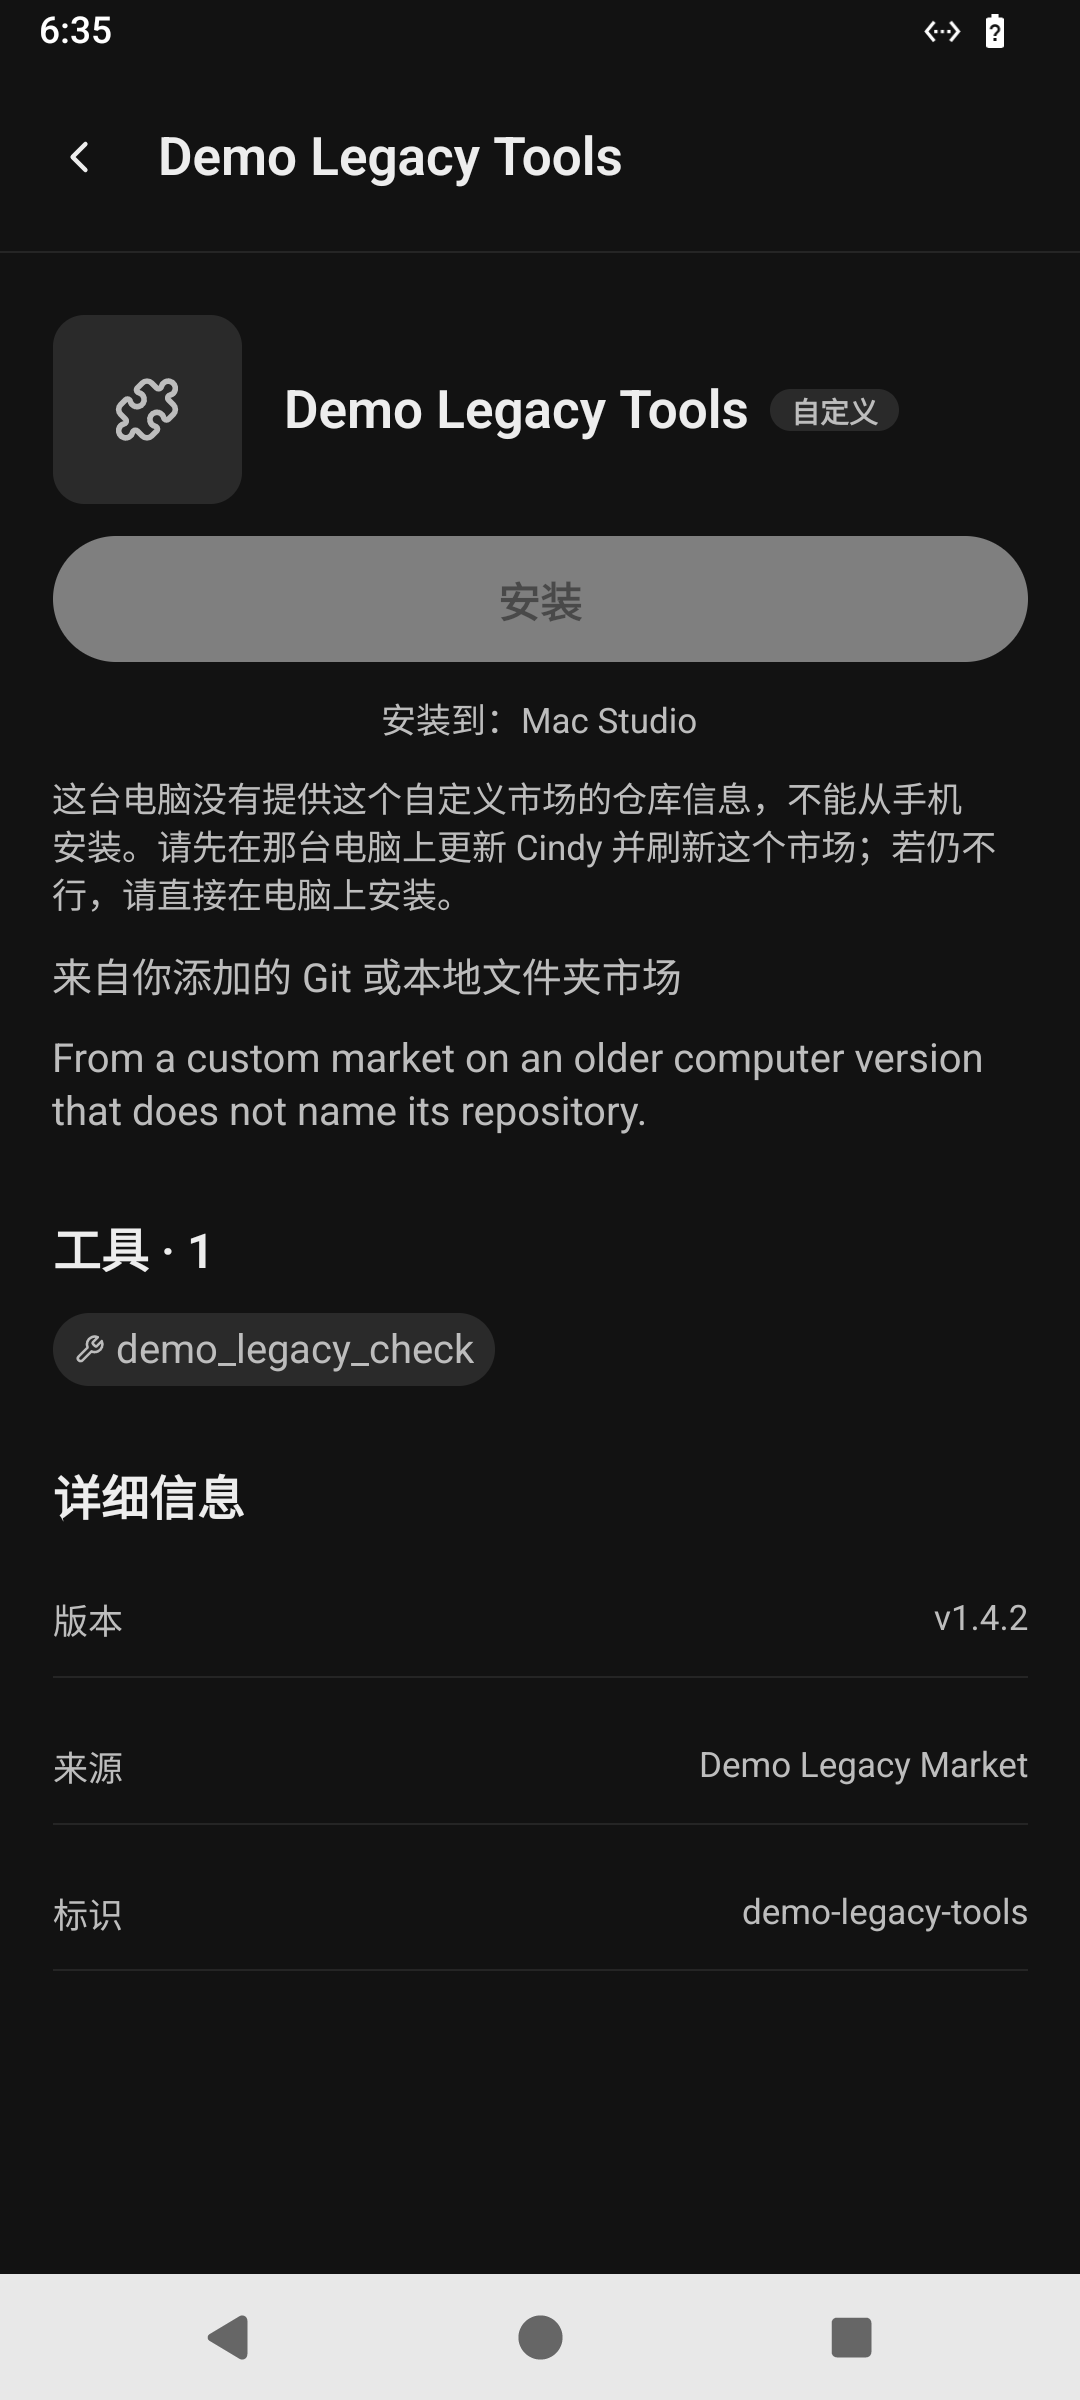 6:35
Demo Legacy Tools
Demo Legacy Tools 自定义
安装
安装到：Mac Studio
这台电脑没有提供这个自定义市场的仓库信息，不能从手机
安装。请先在那台电脑上更新 Cindy 并刷新这个市场；若仍不
行，请直接在电脑上安装。
来自你添加的 Git 或本地文件夹市场
From a custom market on an older computer version
that does not name its repository.
工具 · 1
demo_legacy_check
详细信息
版本 v1.4.2
来源 Demo Legacy Market
标识 demo-legacy-tools